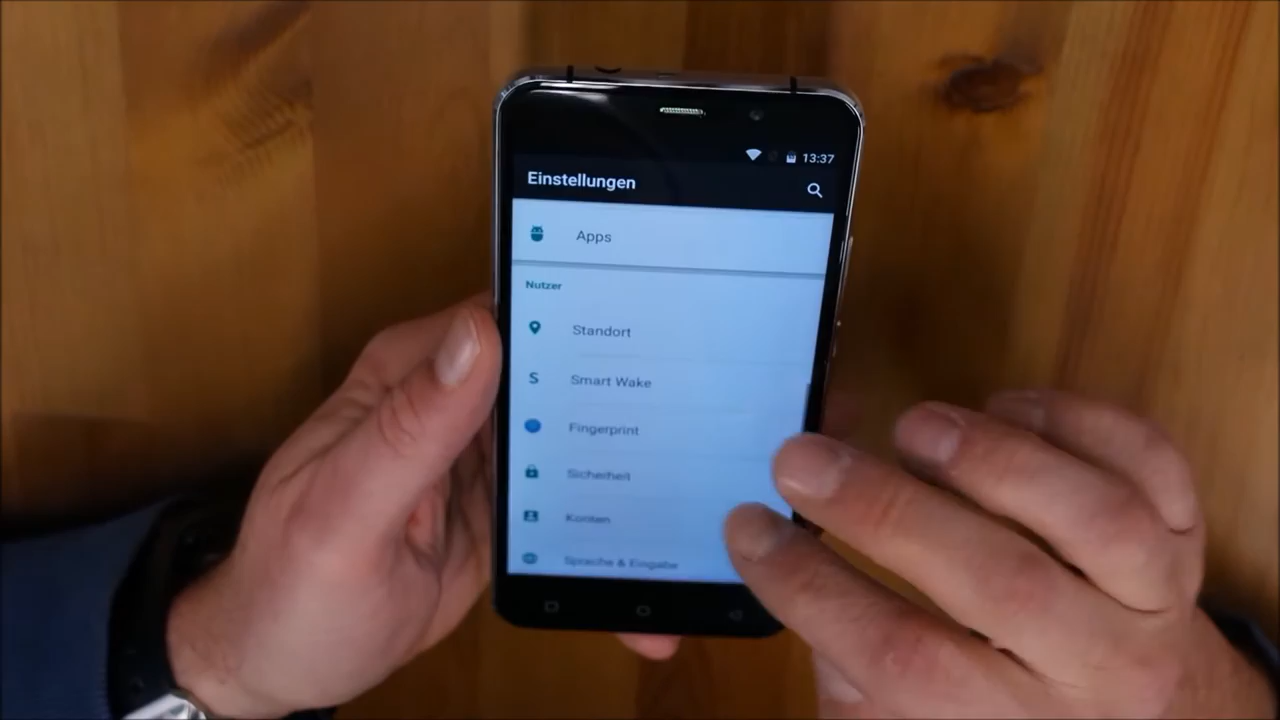 13:37
Einstellungen
Apps
Nutzer
Standort
S Smart Wake
Fingerprint
Sicherheit
Konten
Sprache & Eingabe